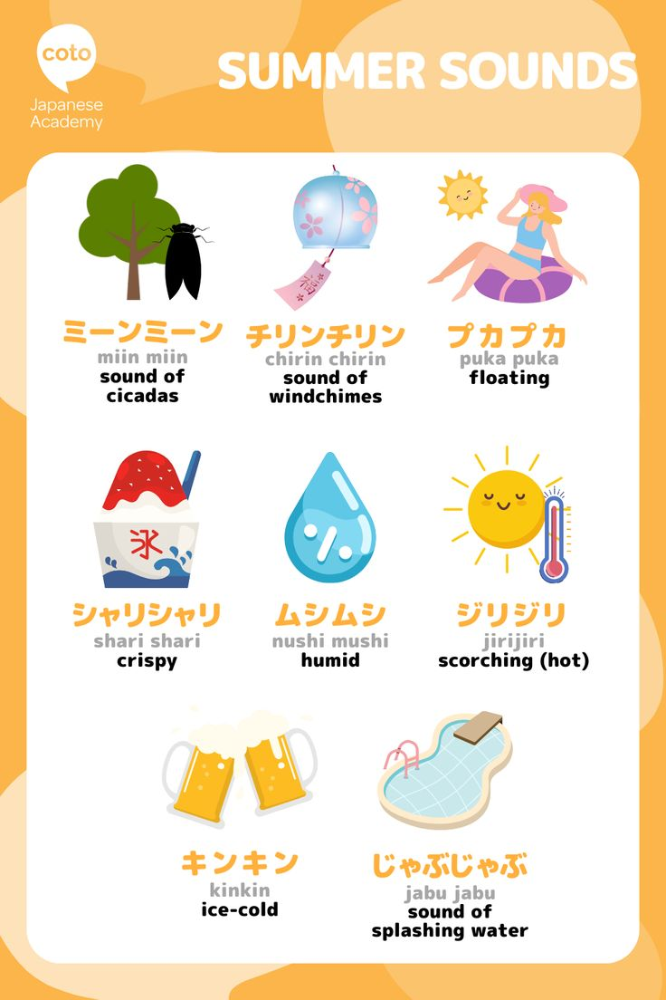 coto
Japanese
Academy
SUMMER SOUNDS
福
ミーンミーン
miin miin
sound of
cicadas
チリンチリン
chirin chirin
sound of
windchimes
プカプカ
puka puka
floating
氷
シャリシャリ
shari shari
crispy
%
ムシムシ
nushi mushi
humid
ジリジリ
jirijiri
scorching (hot)
キンキン
kinkin
ice-cold
じゃぶじゃぶ
jabu jabu
sound of
splashing water